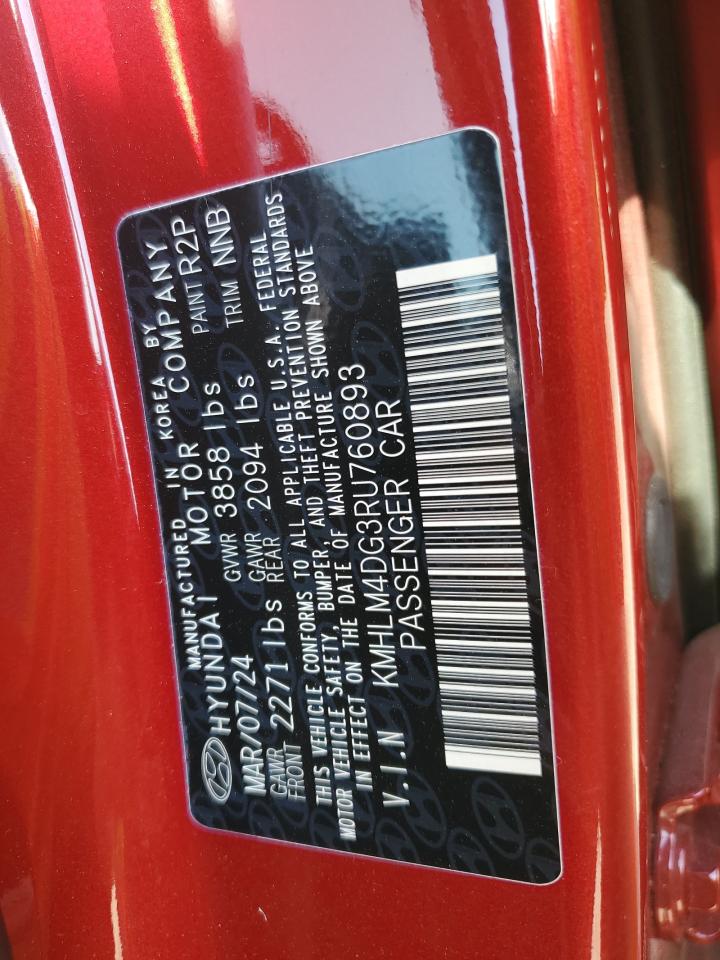 MANUFACTURED IN KOREA BY
HYUNDAI MOTOR COMPANY
MAR/07/24 GVWR 3858 lbs PAINT R2P
GAWR FRONT 2271lbs GAWR REAR 2094 lbs TRIM NNB
THIS VEHICLE CONFORMS TO ALL APPLICABLE U.S.A. FEDERAL
MOTOR VEHICLE SAFETY, BUMPER, AND THEFT PREVENTION STANDARDS
IN EFFECT ON THE DATE OF MANUFACTURE SHOWN ABOVE
V.I.N KMHLM4DG3RU760893
PASSENGER CAR